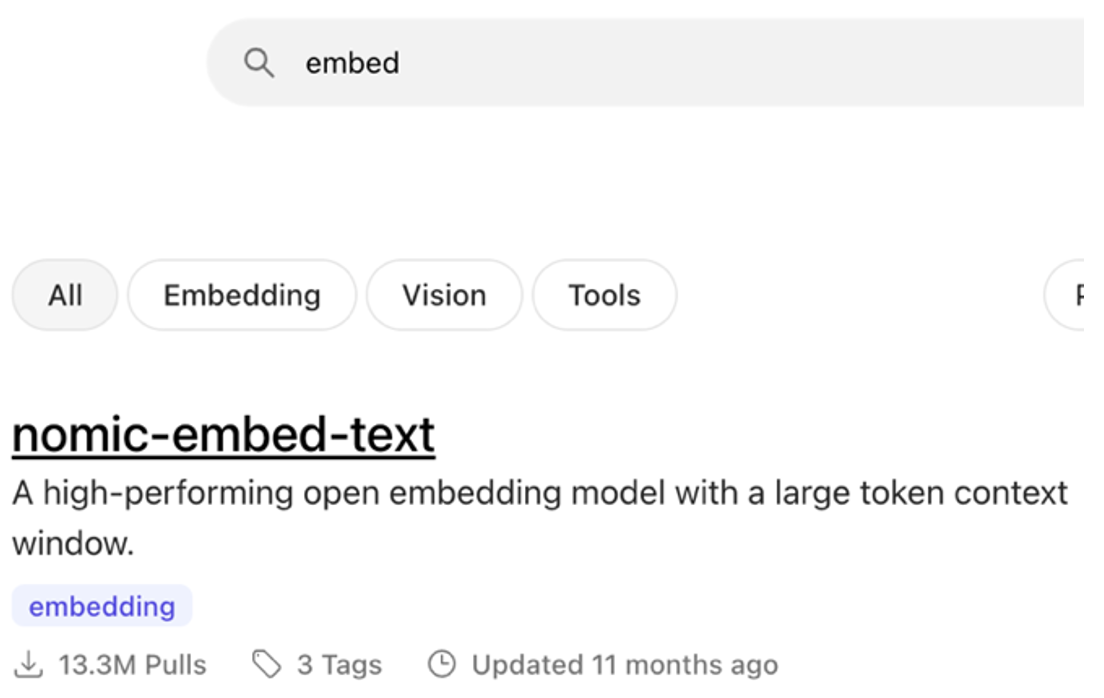 embed
All Embedding Vision Tools
nomic-embed-text
A high-performing open embedding model with a large token context
window.
embedding
13.3M Pulls 3 Tags Updated 11 months ago